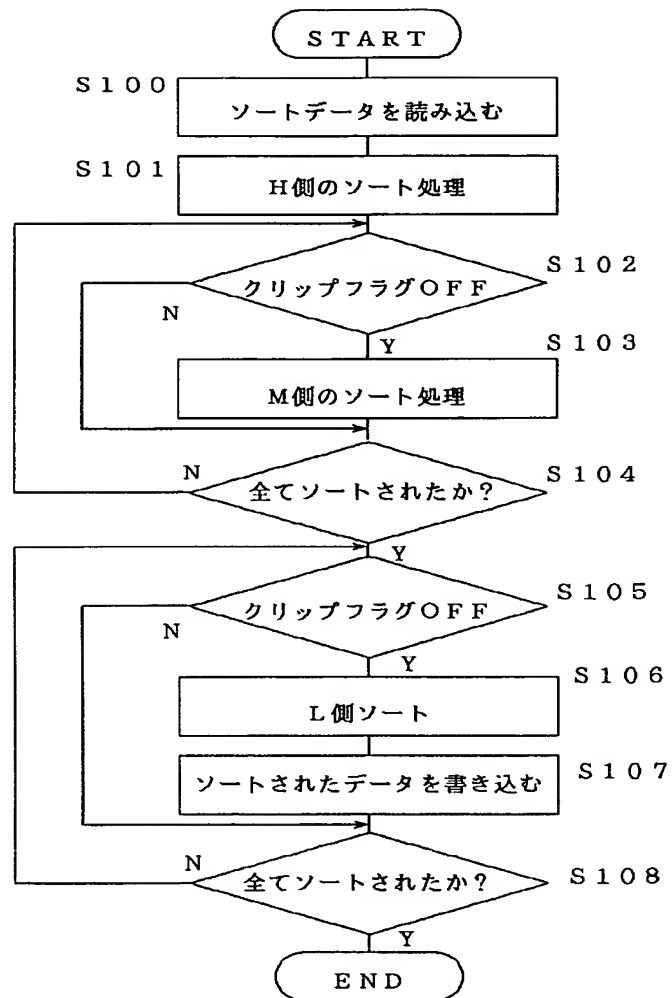 START
S100
ソートデータを読み込む
S101
H側のソート処理
S102
クリップフラグOFF
N
Y
S103
M側のソート処理
N
S104
全てソートされたか?
Y
S105
クリップフラグOFF
N
Y
S106
L側ソート
S107
ソートされたデータを書き込む
N
S108
全てソートされたか?
Y
END